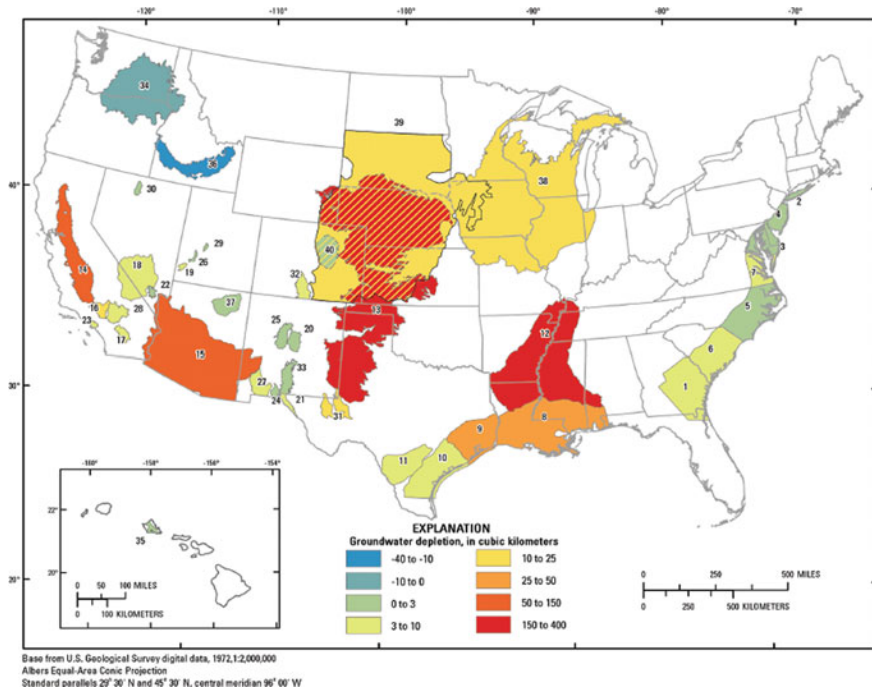 -120° -110° -100° -90° -80° -70°
34
39
36
38
40°
30
2
4
29
3
18
26
40
19
14
32
7
22
37
5
16
28
13
25
20
12
23
6
17
15
33
1
30°
27
24
21
31
8
9
11
10
-160° -158° -154°
22°
35
20°
0 50 100 MILES
0 100 KILOMETERS
EXPLANATION
Groundwater depletion, in cubic kilometers
-40 to -10
10 to 25
-10 to 0
25 to 50
0 to 3
50 to 150
3 to 10
150 to 400
0 250 500 MILES
0 250 500 KILOMETERS
20°
Base from U.S. Geological Survey digital data, 1972,1:2,000,000
Albers Equal-Area Conic Projection
Standard parallels 29° 30' N and 45° 30' N, central meridian 96° 00' W